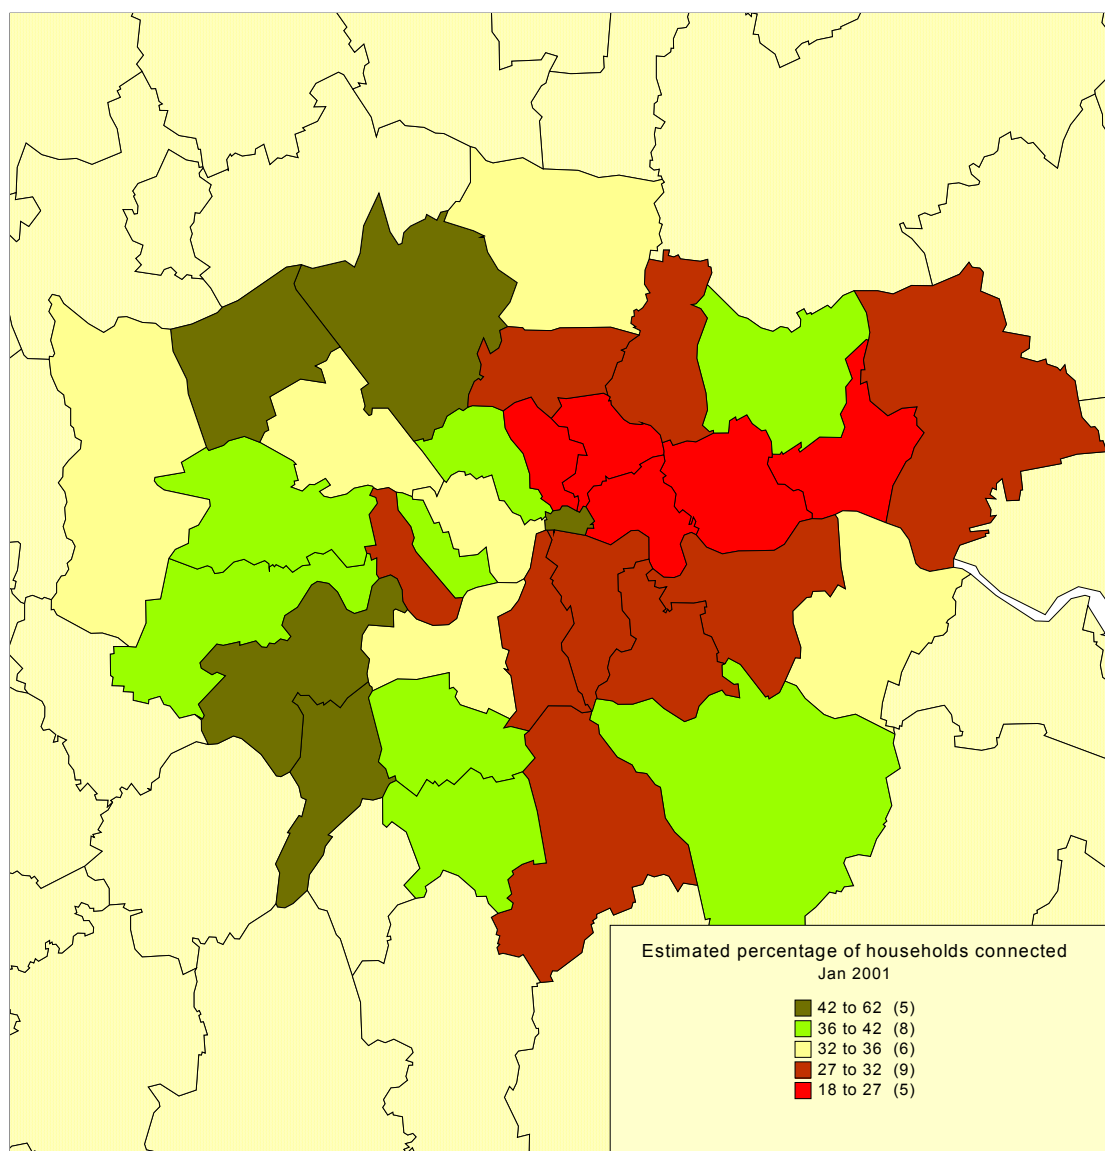 Estimated percentage of households connected
Jan 2001
42 to 62 (5)
36 to 42 (8)
32 to 36 (6)
27 to 32 (9)
18 to 27 (5)